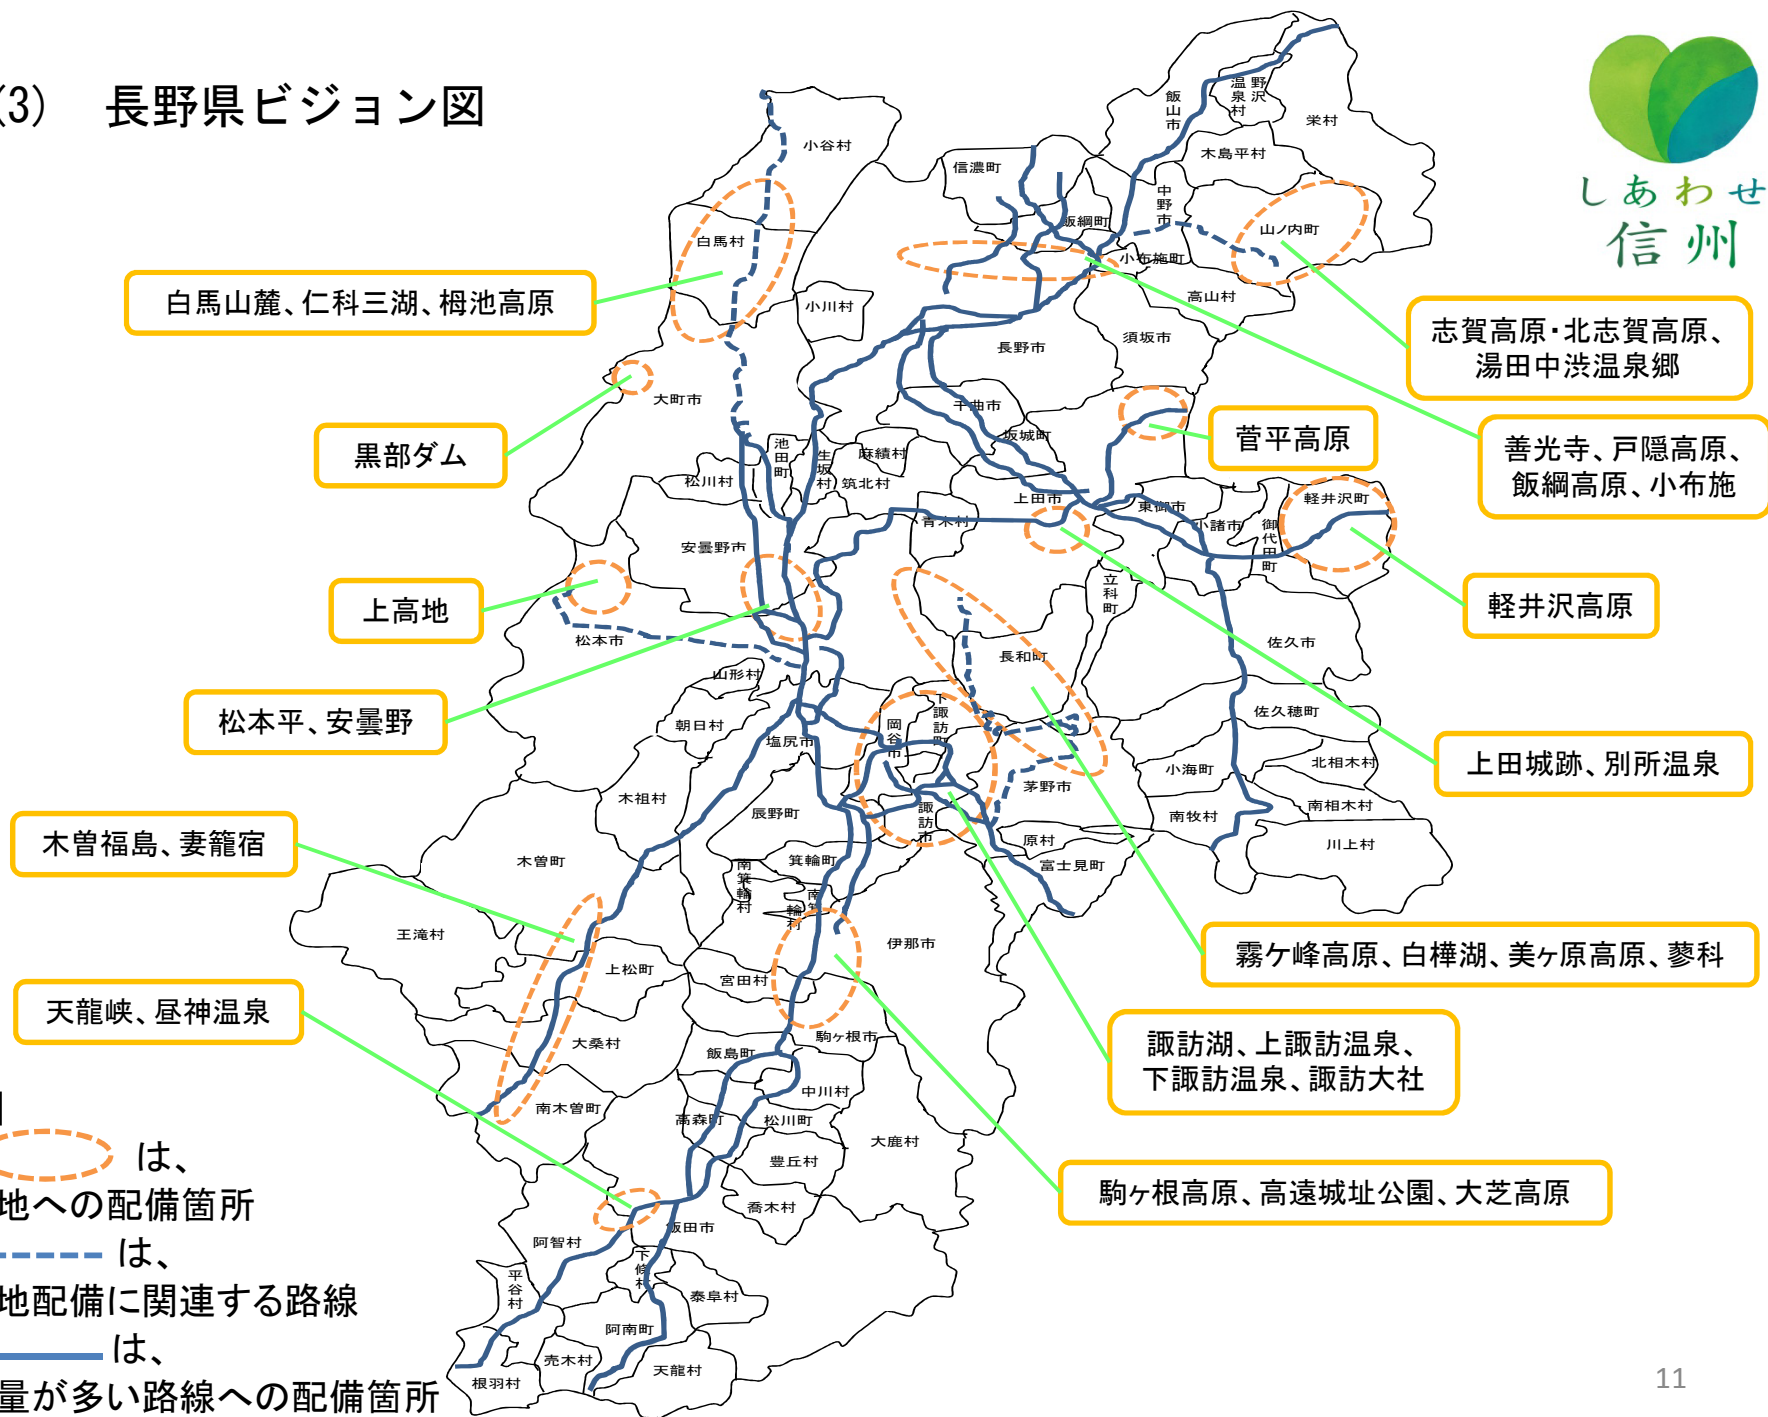 (3) 長野県ビジョン図
しあわせ
信州
白馬山麓、仁科三湖、栂池高原
黒部ダム
上高地
松本平、安曇野
木曽福島、妻籠宿
天龍峡、昼神温泉
志賀高原・北志賀高原、
湯田中渋温泉郷
善光寺、戸隠高原、
飯綱高原、小布施
菅平高原
軽井沢高原
上田城跡、別所温泉
霧ケ峰高原、白樺湖、美ヶ原高原、蓼科
諏訪湖、上諏訪温泉、
下諏訪温泉、諏訪大社
駒ヶ根高原、高遠城址公園、大芝高原
小谷村
白馬村
小川村
大町市
信濃町
飯綱町
飯山市
野沢
温泉村
栄村
木島平村
中野市
山ノ内町
小布施町
高山村
須坂市
長野市
千曲市
坂城町
麻績村
生坂村
筑北村
池田町
松川村
安曇野市
青木村
上田市
東御市
小諸市
御代田町
軽井沢町
立科町
佐久市
長和町
松本市
山形村
朝日村
塩尻市
岡谷市
下諏訪町
諏訪市
茅野市
原村
富士見町
佐久穂町
小海町
北相木村
南相木村
南牧村
川上村
木祖村
木曽町
王滝村
上松町
大桑村
南木曽町
辰野町
箕輪町
南箕輪村
南箕
輪村
伊那市
宮田村
駒ヶ根市
飯島町
中川村
高森町
松川町
大鹿村
豊丘村
喬木村
飯田市
阿智村
平谷村
下條村
泰阜村
阿南町
売木村
天龍村
根羽村
は、
地への配備箇所
は、
地配備に関連する路線
は、
量が多い路線への配備箇所
11